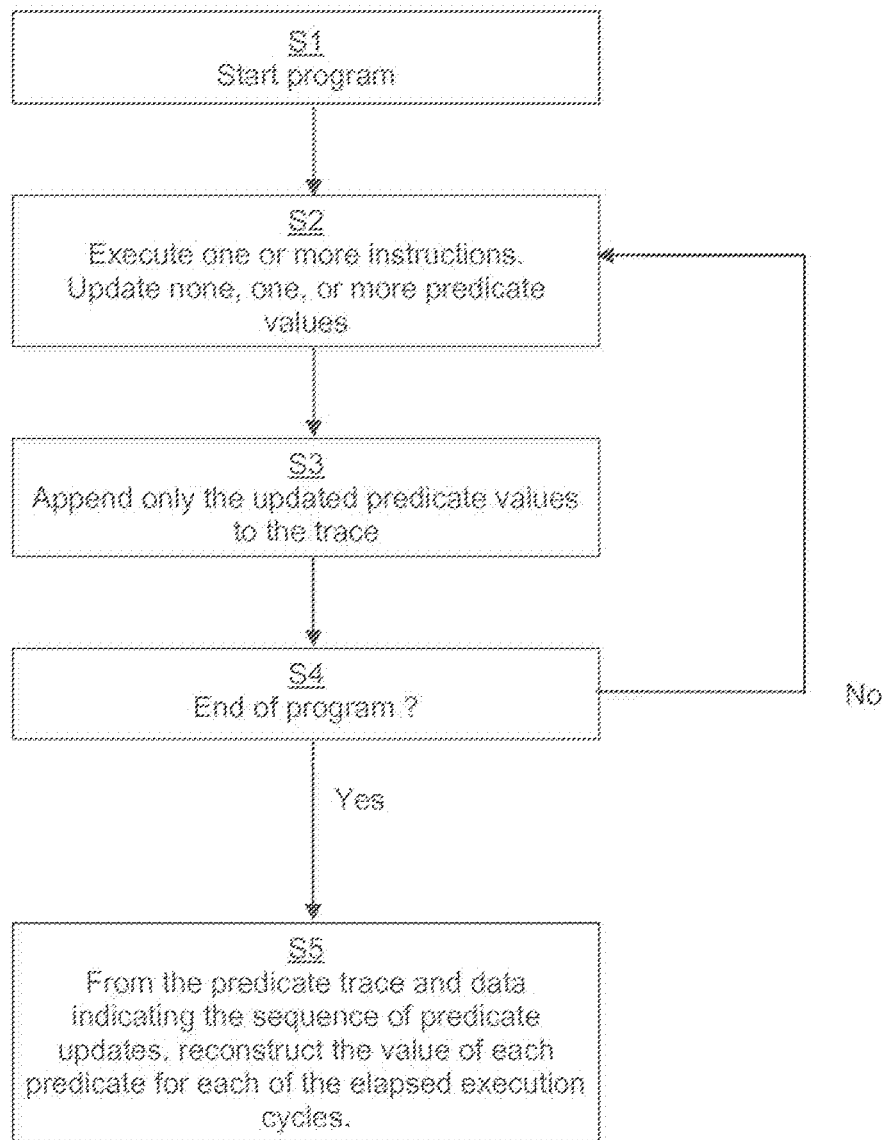 S1
Start program
S2
Execute one or more instructions.
Update none, one, or more predicate
values
S3
Append only the updated predicate values
to the trace
S4
End of program ?
No
Yes
S5
From the predicate trace and data
indicating the sequence of predicate
updates, reconstruct the value of each
predicate for each of the elapsed execution
cycles.